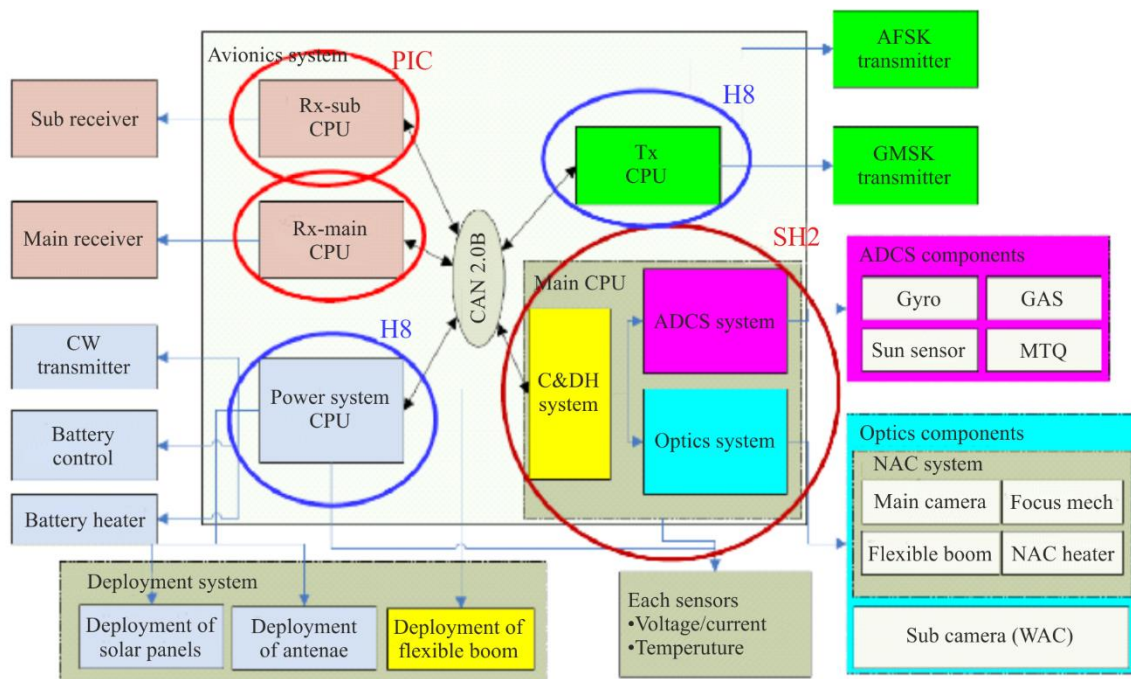 Avionics system
PIC
Rx-sub
CPU
Rx-main
CPU
H8
Tx
CPU
CAN 2.0B
H8
Power system
CPU
SH2
Main CPU
C&DH
system
ADCS system
Optics system
Sub receiver
Main receiver
CW
transmitter
Battery
control
Battery heater
Deployment system
Deployment of
solar panels
Deployment
of antenae
Deployment of
flexible boom
Each sensors
•Voltage/current
•Temperuture
AFSK
transmitter
GMSK
transmitter
ADCS components
Gyro
GAS
Sun sensor
MTQ
Optics components
NAC system
Main camera
Focus mech
Flexible boom
NAC heater
Sub camera (WAC)